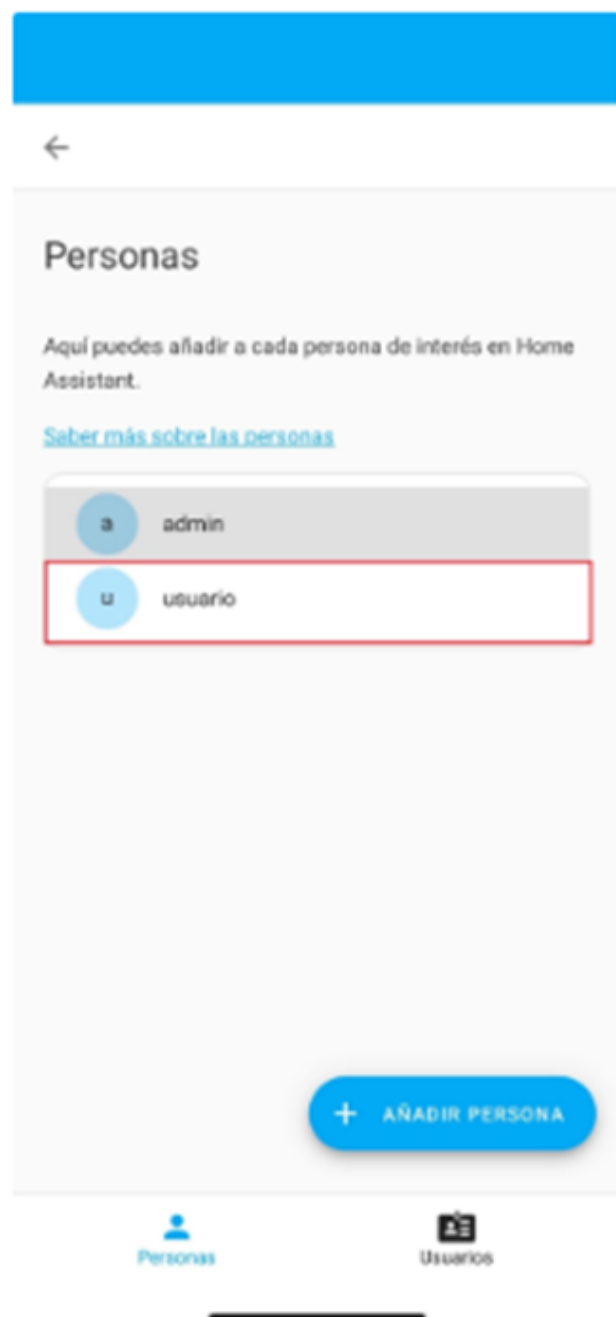 Personas
Aquí puedes añadir a cada persona de interés en Home
Assistant.
Saber más sobre las personas
a admin
u usuario
+ AÑADIR PERSONA
Personas Usuarios